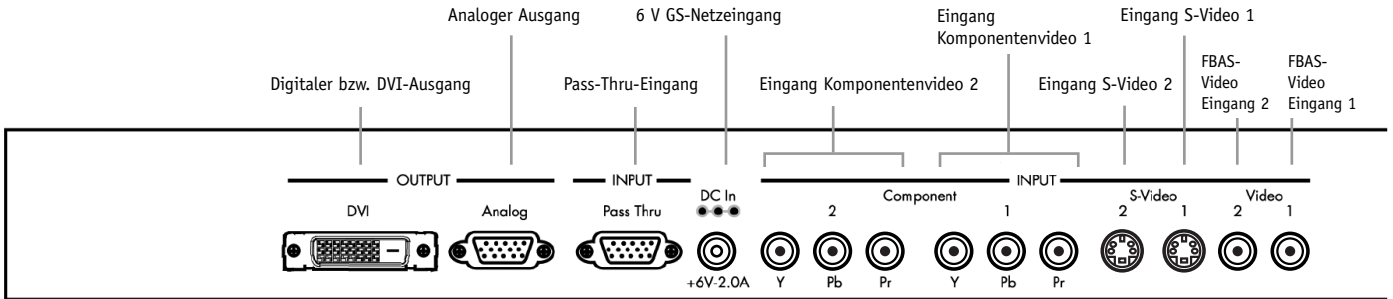 Analoger Ausgang
6 V GS-Netzeingang
Eingang
Komponentenvideo 1
Eingang S-Video 1
Digitaler bzw. DVI-Ausgang
Pass-Thru-Eingang
Eingang Komponentenvideo 2
Eingang S-Video 2
FBAS-
Video
Eingang 2
FBAS-
Video
Eingang 1
OUTPUT
INPUT
INPUT
DVI
Analog
Pass Thru
DC In
Component
2
1
S-Video
2 1
Video
2 1
+6V-2.0A
Y Pb Pr
Y Pb Pr